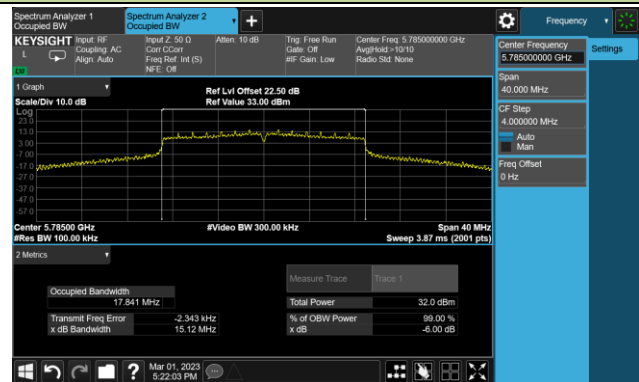 Spectrum Analyzer 1
Occupied BW
Spectrum Analyzer 2
Occupied BW
+
Frequency
KEYSIGHT
L
LW
Input: RF
Coupling: AC
Align: Auto
Input Z: 50 Ω
Corr CCorr
Freq Ref: Int (S)
NFE: Off
Atten: 10 dB
Trig: Free Run
Gate: Off
#IF Gain: Low
Center Freq: 5.785000000 GHz
Avg|Hold:>10/10
Radio Std: None
Center Frequency
5.785000000 GHz
Settings
Span
40.000 MHz
CF Step
4.000000 MHz
Auto
Man
Freq Offset
0 Hz
1 Graph
Scale/Div 10.0 dB
Ref Lvl Offset 22.50 dB
Ref Value 33.00 dBm
Log
23.0
13.0
3.00
-7.00
-17.0
-27.0
-37.0
-47.0
-57.0
Center 5.78500 GHz
#Res BW 100.00 kHz
#Video BW 300.00 kHz
Span 40 MHz
Sweep 3.87 ms (2001 pts)
2 Metrics
Measure Trace
Trace 1
Occupied Bandwidth
17.841 MHz
Total Power
32.0 dBm
Transmit Freq Error
-2.343 kHz
% of OBW Power
99.00 %
x dB Bandwidth
15.12 MHz
x dB
-6.00 dB
?
Mar 01, 2023
5:22:03 PM